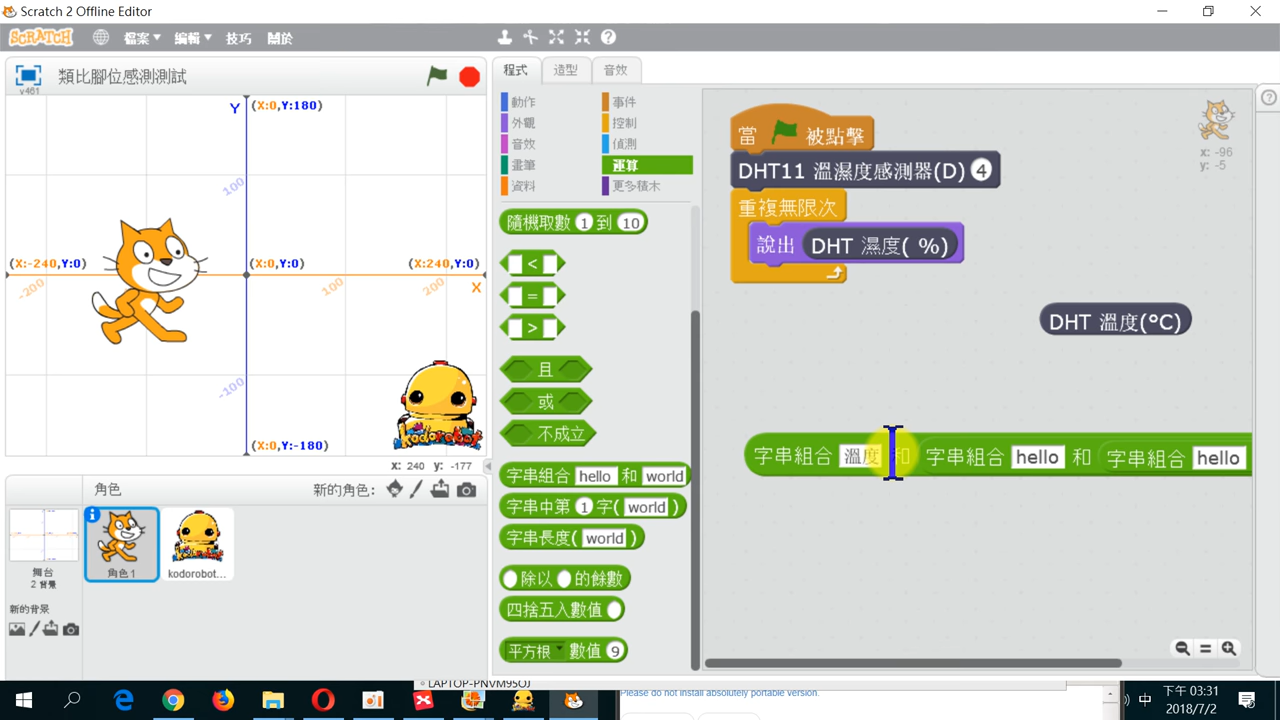 Scratch 2 Offline Editor
SCRATCH 檔案 編輯 技巧 關於
v461 類比腳位感測測試
程式 造型 音效
動作 事件
外觀 控制
音效 偵測
畫筆 運算
資料 更多積木
隨機取數 1 到 10
<
=
>
且
或
不成立
字串組合 hello 和 world
字串中第 1 字( world )
字串長度( world )
除以 的餘數
四捨五入數值
平方根 數值 9
當 被點擊
DHT11 溫濕度感測器(D) 4
重複無限次
說出 DHT 濕度( %)
DHT 溫度(°C)
字串組合 溫度 和 字串組合 hello 和 字串組合 hello
x: -96
y: -5
Y (X:0,Y:180)
100
(X:-240,Y:0) (X:0,Y:0) (X:240,Y:0)
-200 100 200 X
-100
kodorobot
(X:0,Y:-180)
x: 240 y: -177
角色 新的角色:
舞台
2 背景
角色1 kodorobot...
新的背景
LAPTOP-PNVM95OJ
Please do not install absolutely portable version.
中 下午 03:31
2018/7/2